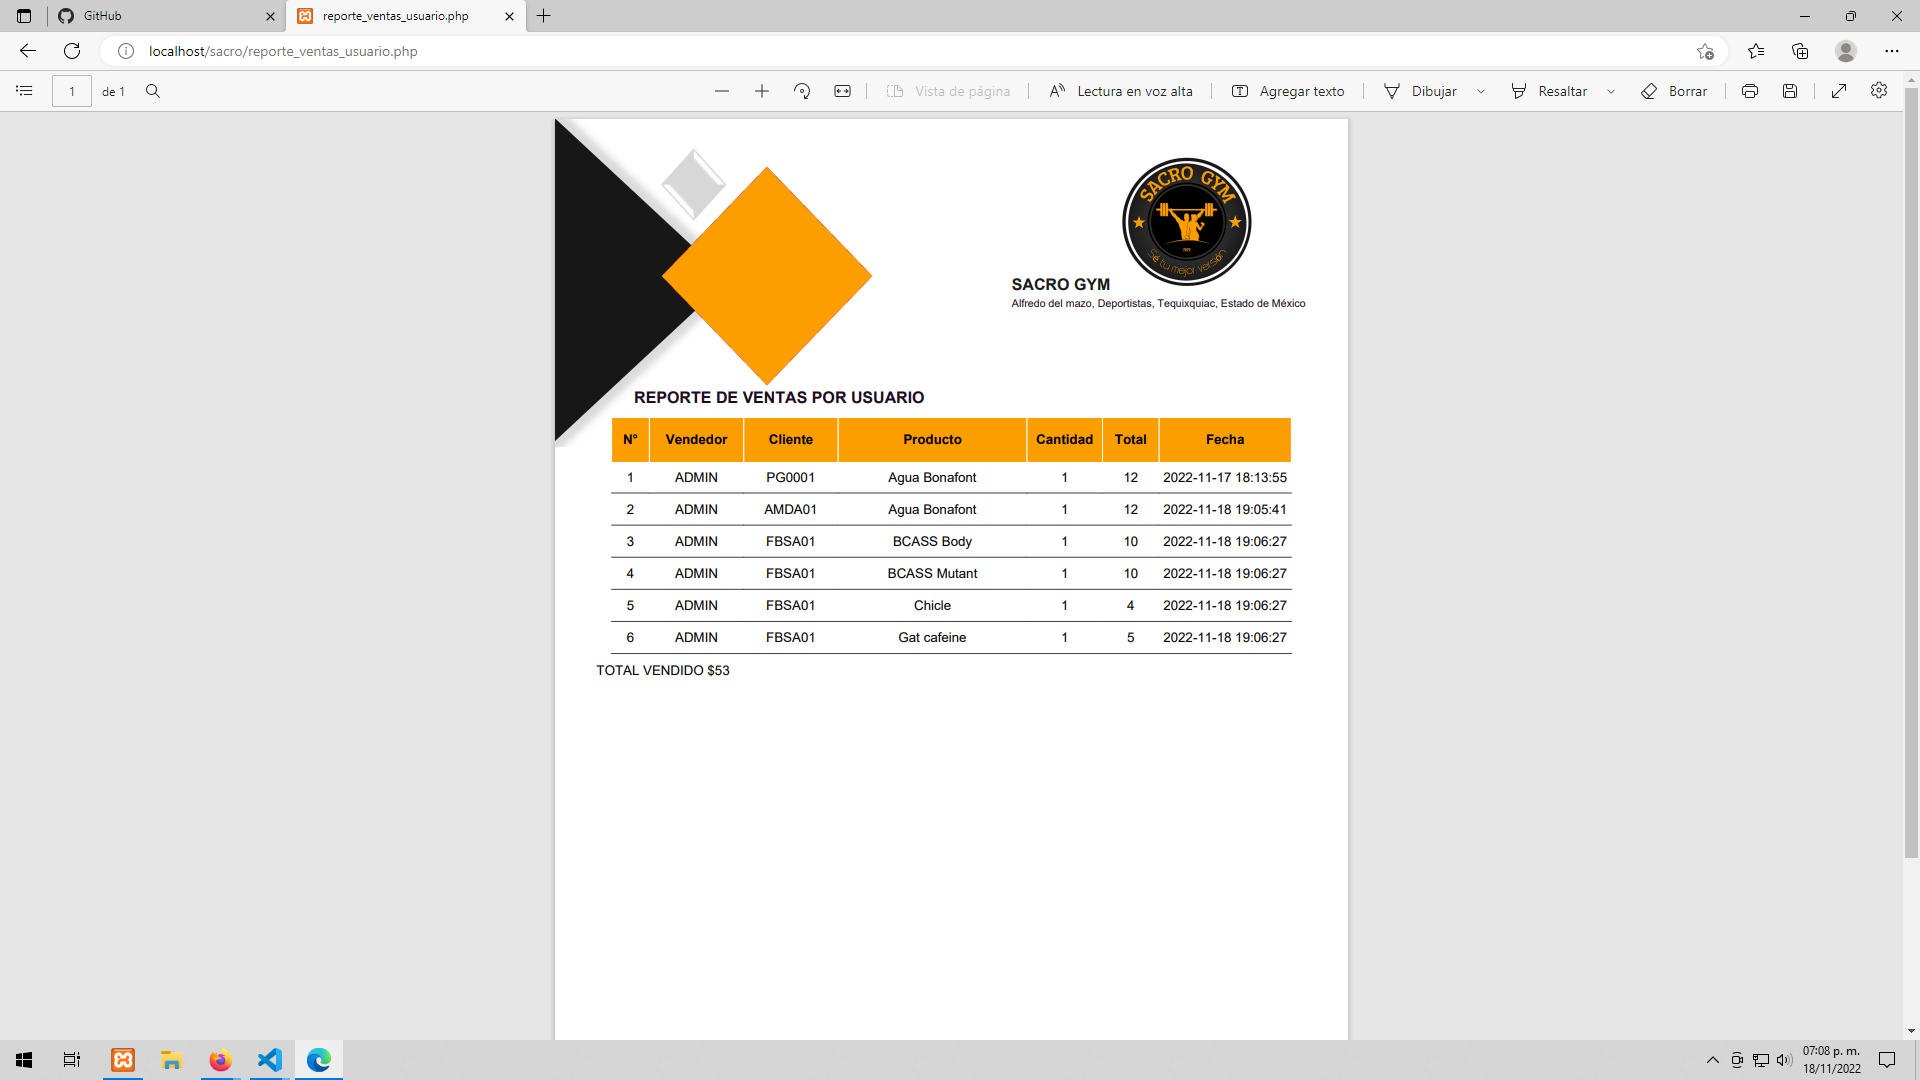 GitHub
reporte_ventas_usuario.php
localhost/sacro/reporte_ventas_usuario.php
1 de 1
Vista de página
Lectura en voz alta
Agregar texto
Dibujar
Resaltar
Borrar
SACRO GYM
2022
Sé tu mejor versión
SACRO GYM
Alfredo del mazo, Deportistas, Tequixquiac, Estado de México
REPORTE DE VENTAS POR USUARIO
N° Vendedor Cliente Producto Cantidad Total Fecha
1 ADMIN PG0001 Agua Bonafont 1 12 2022-11-17 18:13:55
2 ADMIN AMDA01 Agua Bonafont 1 12 2022-11-18 19:05:41
3 ADMIN FBSA01 BCASS Body 1 10 2022-11-18 19:06:27
4 ADMIN FBSA01 BCASS Mutant 1 10 2022-11-18 19:06:27
5 ADMIN FBSA01 Chicle 1 4 2022-11-18 19:06:27
6 ADMIN FBSA01 Gat cafeine 1 5 2022-11-18 19:06:27
TOTAL VENDIDO $53
07:08 p. m.
18/11/2022